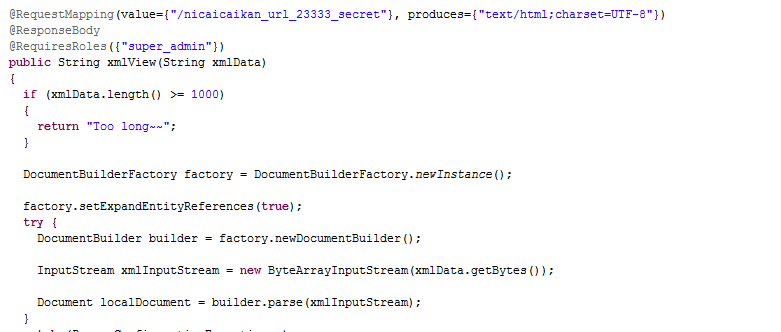 @RequestMapping(value={"/nicaicaikan_url_23333_secret"}, produces={"text/html;charset=UTF-8"})
@ResponseBody
@RequiresRoles({"super_admin"})
public String xmlView(String xmlData)
{
if (xmlData.length() >= 1000)
{
return "Too long~~";
}
DocumentBuilderFactory factory = DocumentBuilderFactory.newInstance();
factory.setExpandEntityReferences(true);
try {
DocumentBuilder builder = factory.newDocumentBuilder();
InputStream xmlInputStream = new ByteArrayInputStream(xmlData.getBytes());
Document localDocument = builder.parse(xmlInputStream);
}